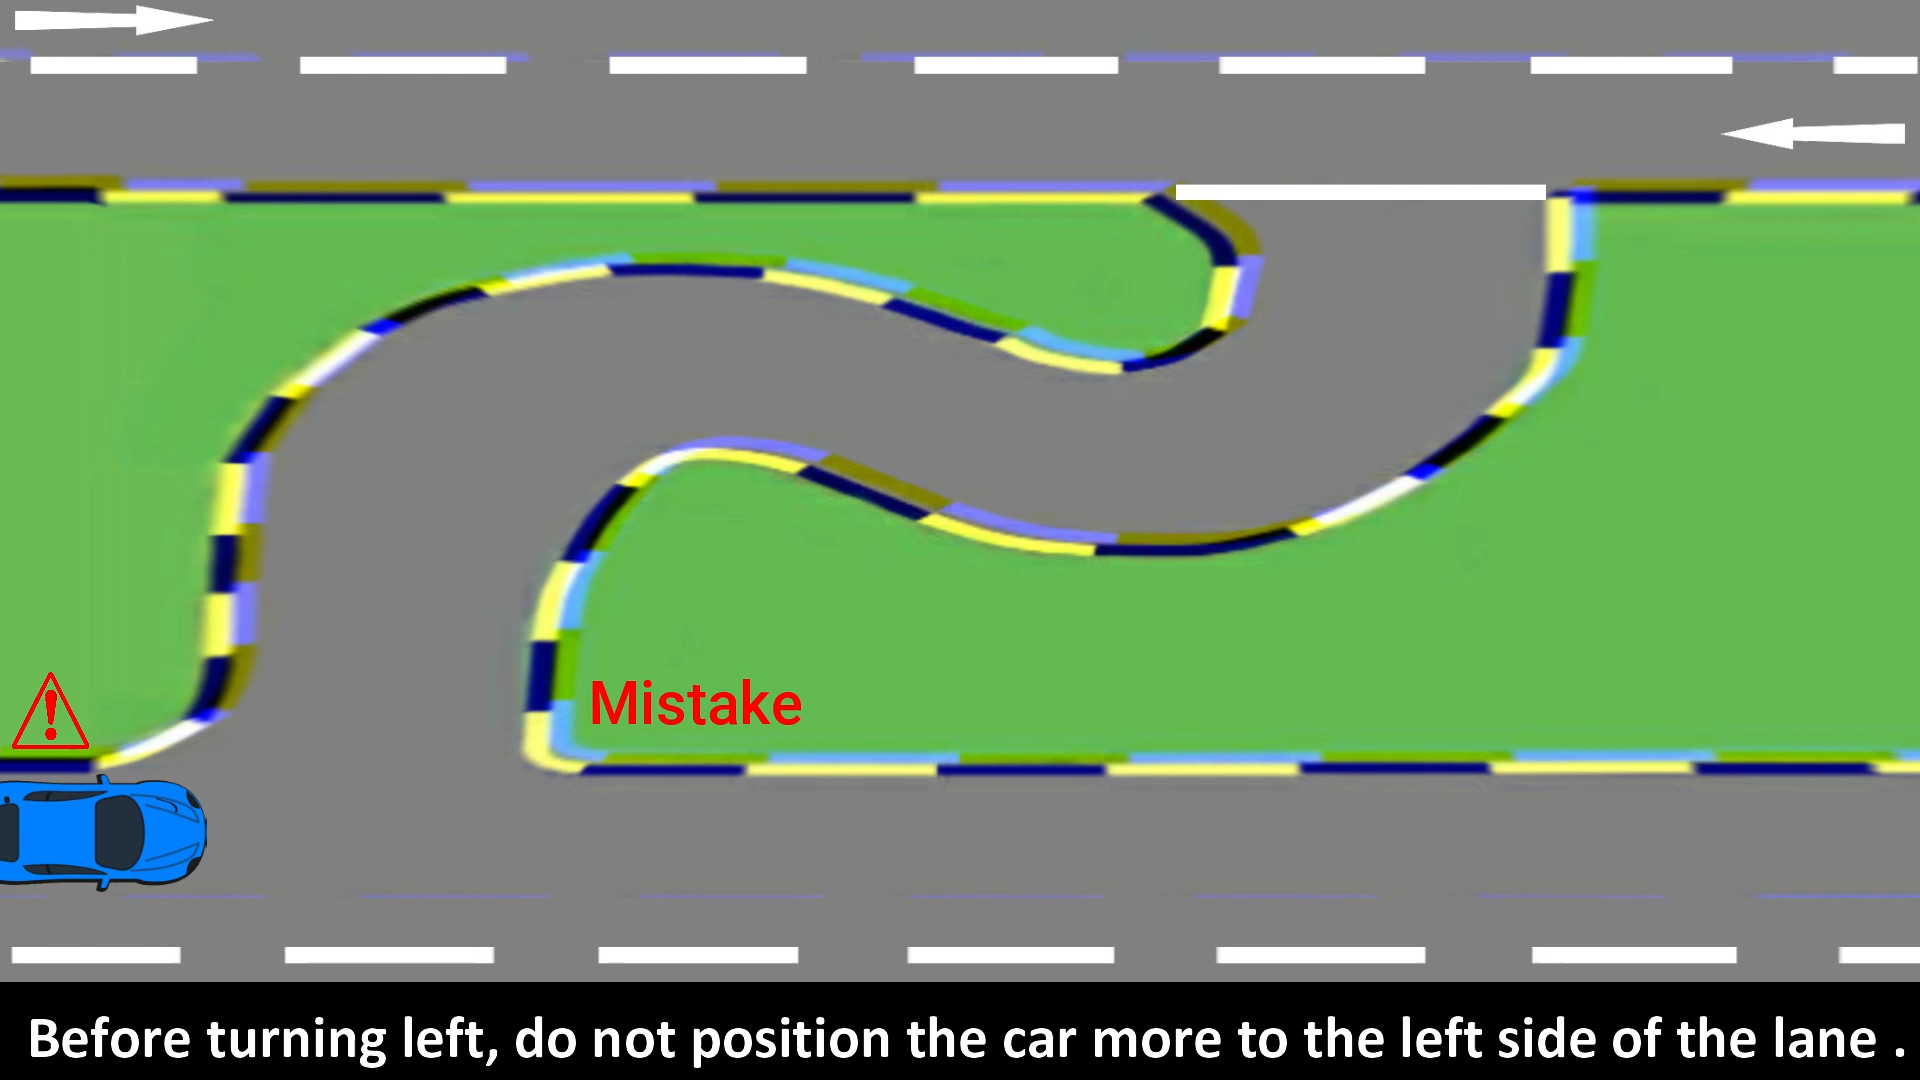 Mistake
Before turning left, do not position the car more to the left side of the lane .